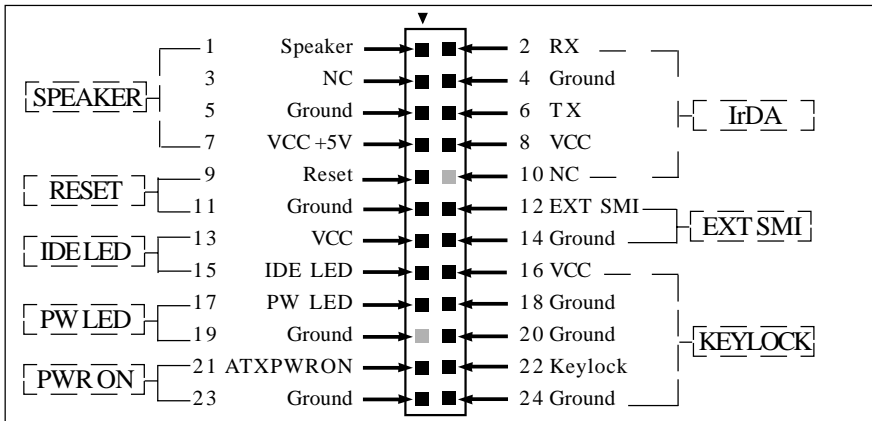 1 Speaker 2 RX
3 NC 4 Ground
SPEAKER
5 Ground 6 TX
IrDA
7 VCC +5V 8 VCC
9 Reset 10 NC
RESET
11 Ground 12 EXT SMI
EXT SMI
13 VCC 14 Ground
IDE LED
15 IDE LED 16 VCC
17 PW LED 18 Ground
PW LED
19 Ground 20 Ground
KEYLOCK
21 ATXPWRON 22 Keylock
PWR ON
23 Ground 24 Ground